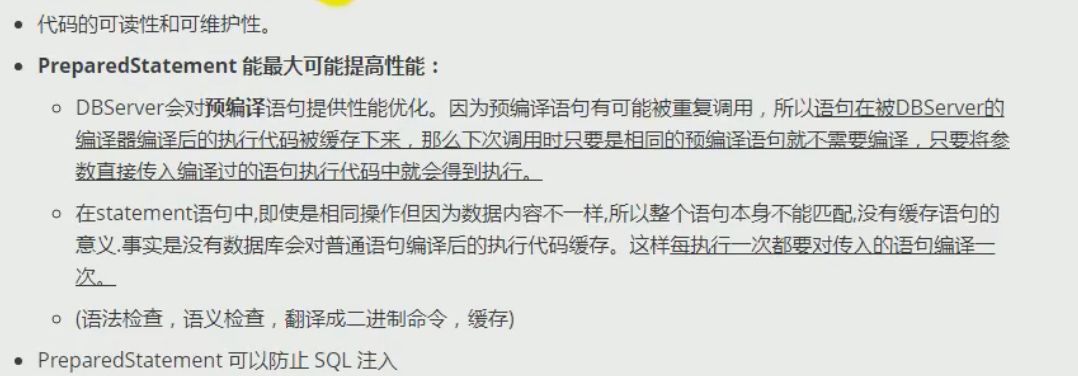 代码的可读性和可维护性。
PreparedStatement 能最大可能提高性能：
DBServer会对预编译语句提供性能优化。因为预编译语句有可能被重复调用，所以语句在被DBServer的
编译器编译后的执行代码被缓存下来，那么下次调用时只要是相同的预编译语句就不需要编译，只要将参
数直接传入编译过的语句执行代码中就会得到执行。
在statement语句中,即使是相同操作但因为数据内容不一样,所以整个语句本身不能匹配,没有缓存语句的
意义.事实是没有数据库会对普通语句编译后的执行代码缓存。这样每执行一次都要对传入的语句编译一
次。
(语法检查，语义检查，翻译成二进制命令，缓存)
PreparedStatement 可以防止 SQL 注入